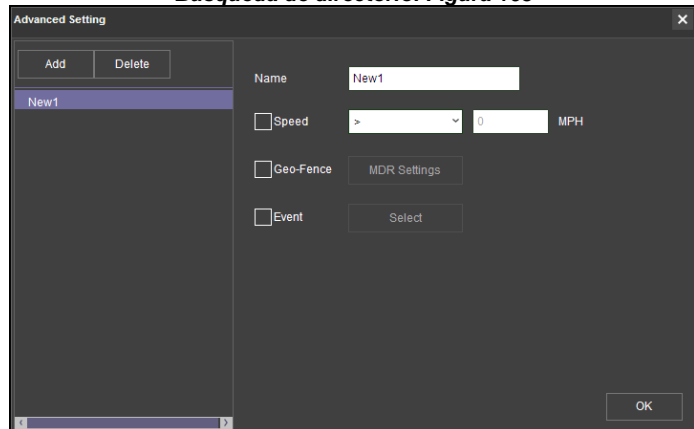 Advanced Setting
Add Delete
New1
Name New1
Speed > 0 MPH
Geo-Fence MDR Settings
Event Select
OK